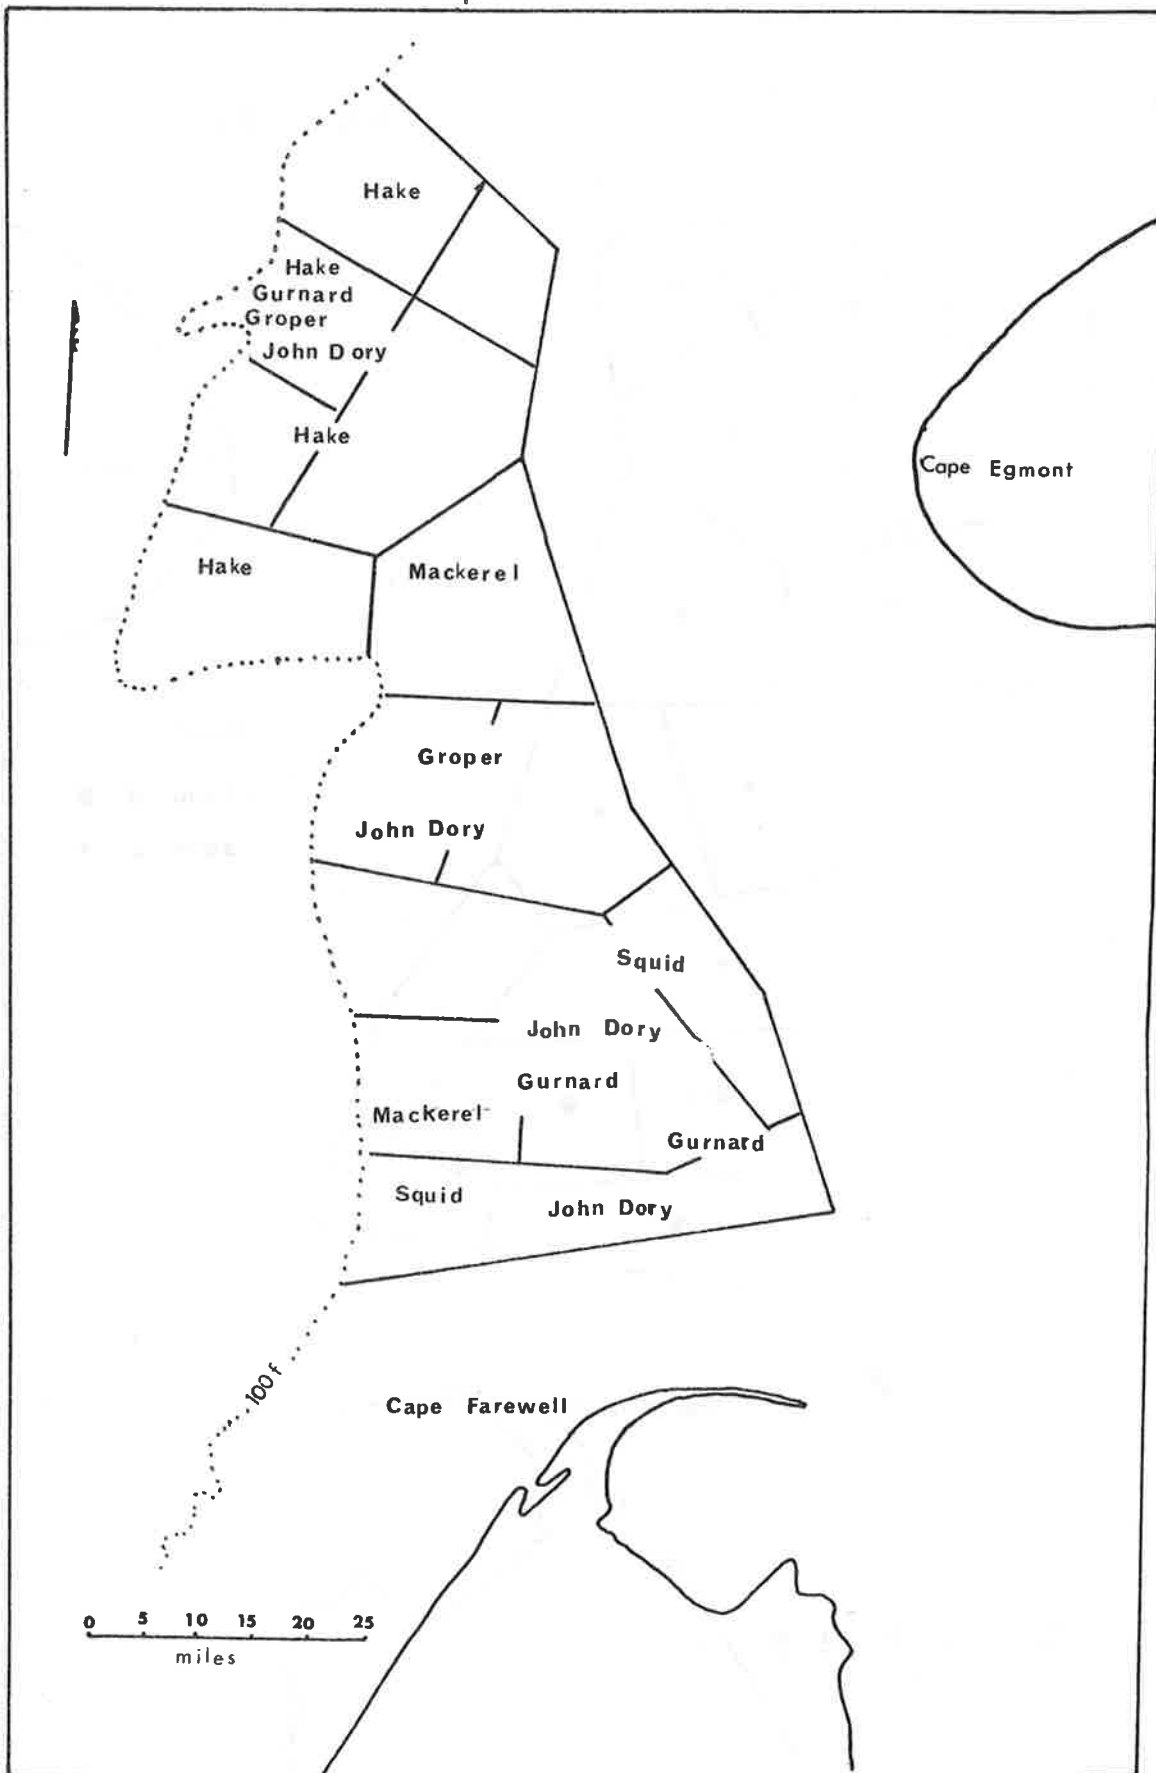 Hake
Hake
Gurnard
Groper
John Dory
Hake
Cape Egmont
Hake
Mackerel
Groper
John Dory
Squid
John Dory
Gurnard
Mackerel
Gurnard
Squid
John Dory
100f
Cape Farewell
0 5 10 15 20 25
miles